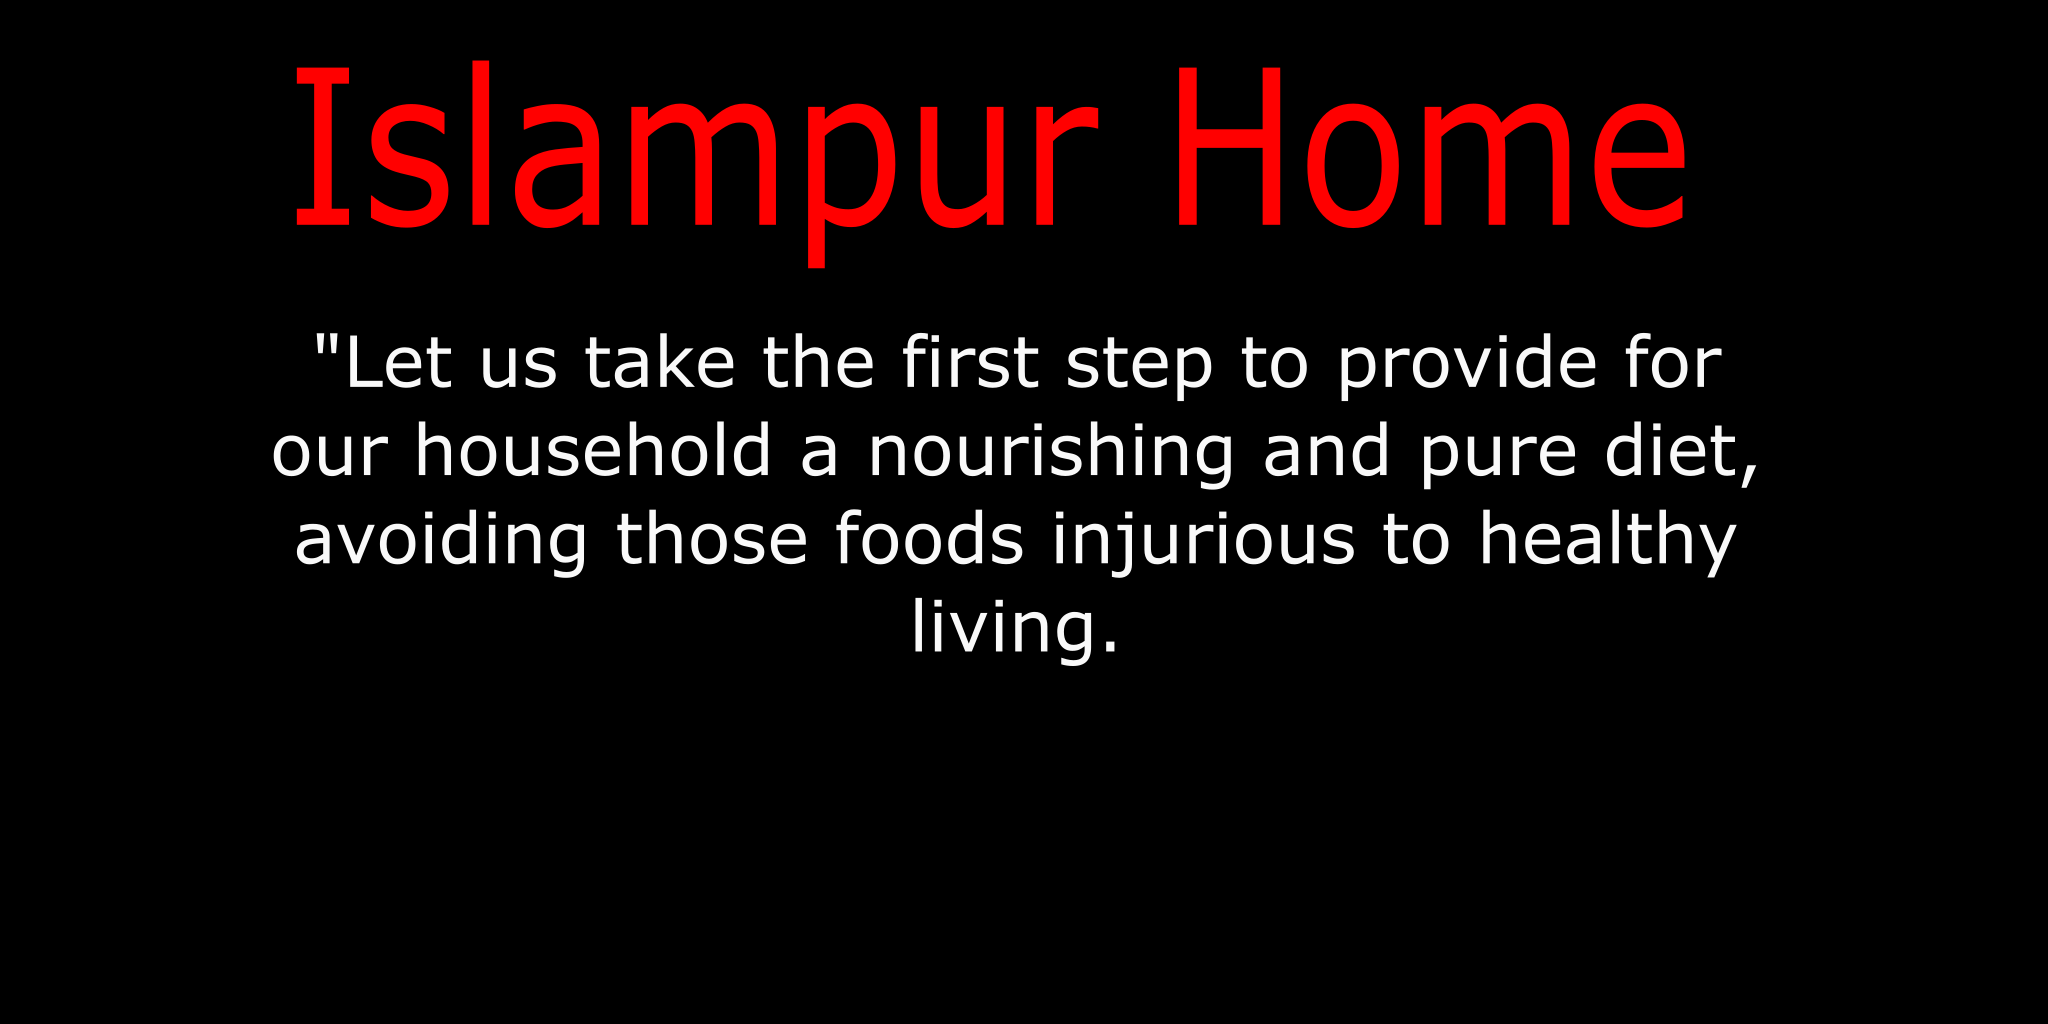 Islampur Home
"Let us take the first step to provide for
our household a nourishing and pure diet,
avoiding those foods injurious to healthy
living.